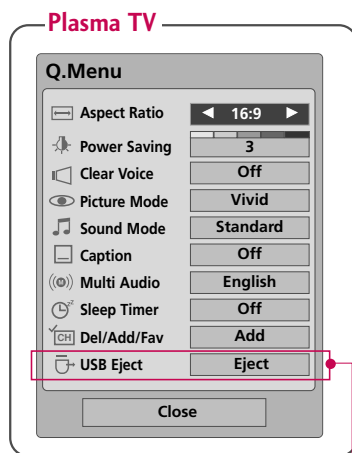 Plasma TV
Q.Menu
Aspect Ratio ◄ 16:9 ►
Power Saving 3
Clear Voice Off
Picture Mode Vivid
Sound Mode Standard
Caption Off
Multi Audio English
Sleep Timer Off
CH Del/Add/Fav Add
USB Eject Eject
Close